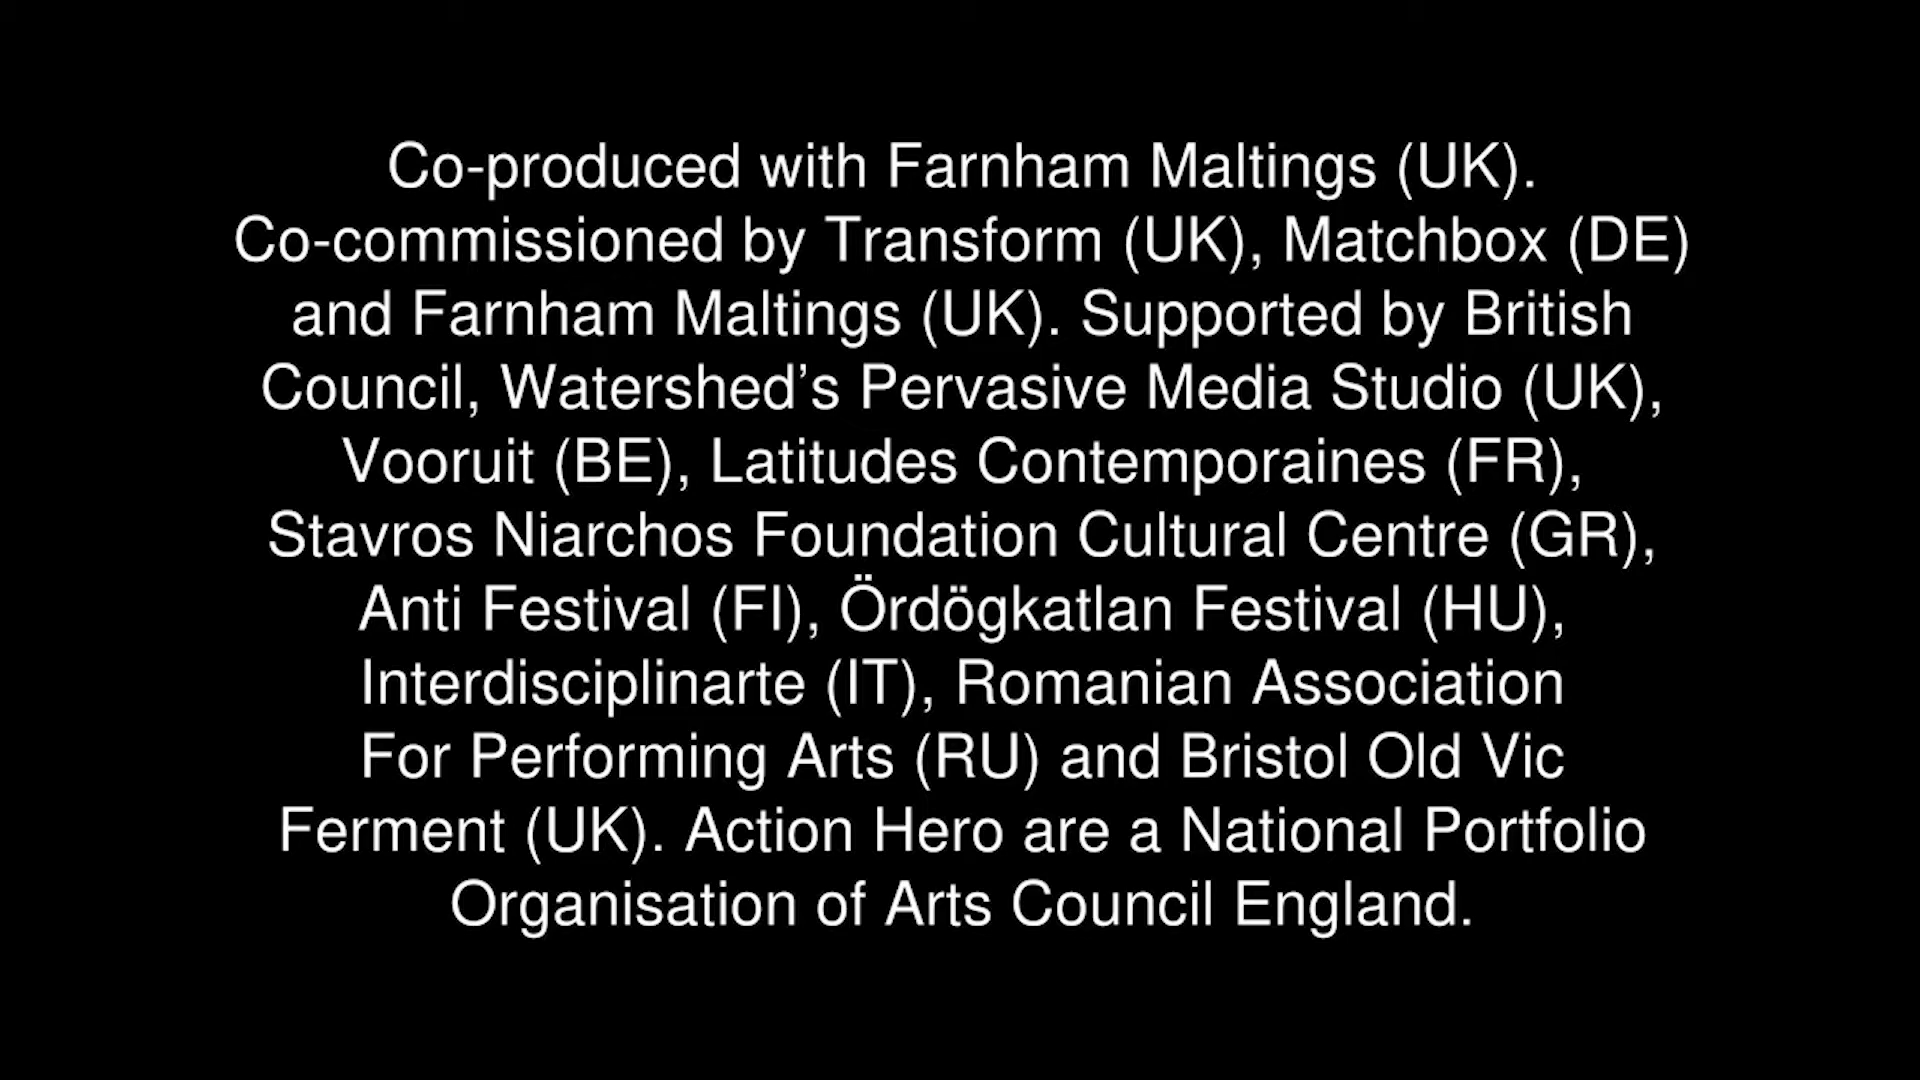 Co-produced with Farnham Maltings (UK).
Co-commissioned by Transform (UK), Matchbox (DE)
and Farnham Maltings (UK). Supported by British
Council, Watershed’s Pervasive Media Studio (UK),
Vooruit (BE), Latitudes Contemporaines (FR),
Stavros Niarchos Foundation Cultural Centre (GR),
Anti Festival (FI), Ördögkatlan Festival (HU),
Interdisciplinarte (IT), Romanian Association
For Performing Arts (RU) and Bristol Old Vic
Ferment (UK). Action Hero are a National Portfolio
Organisation of Arts Council England.